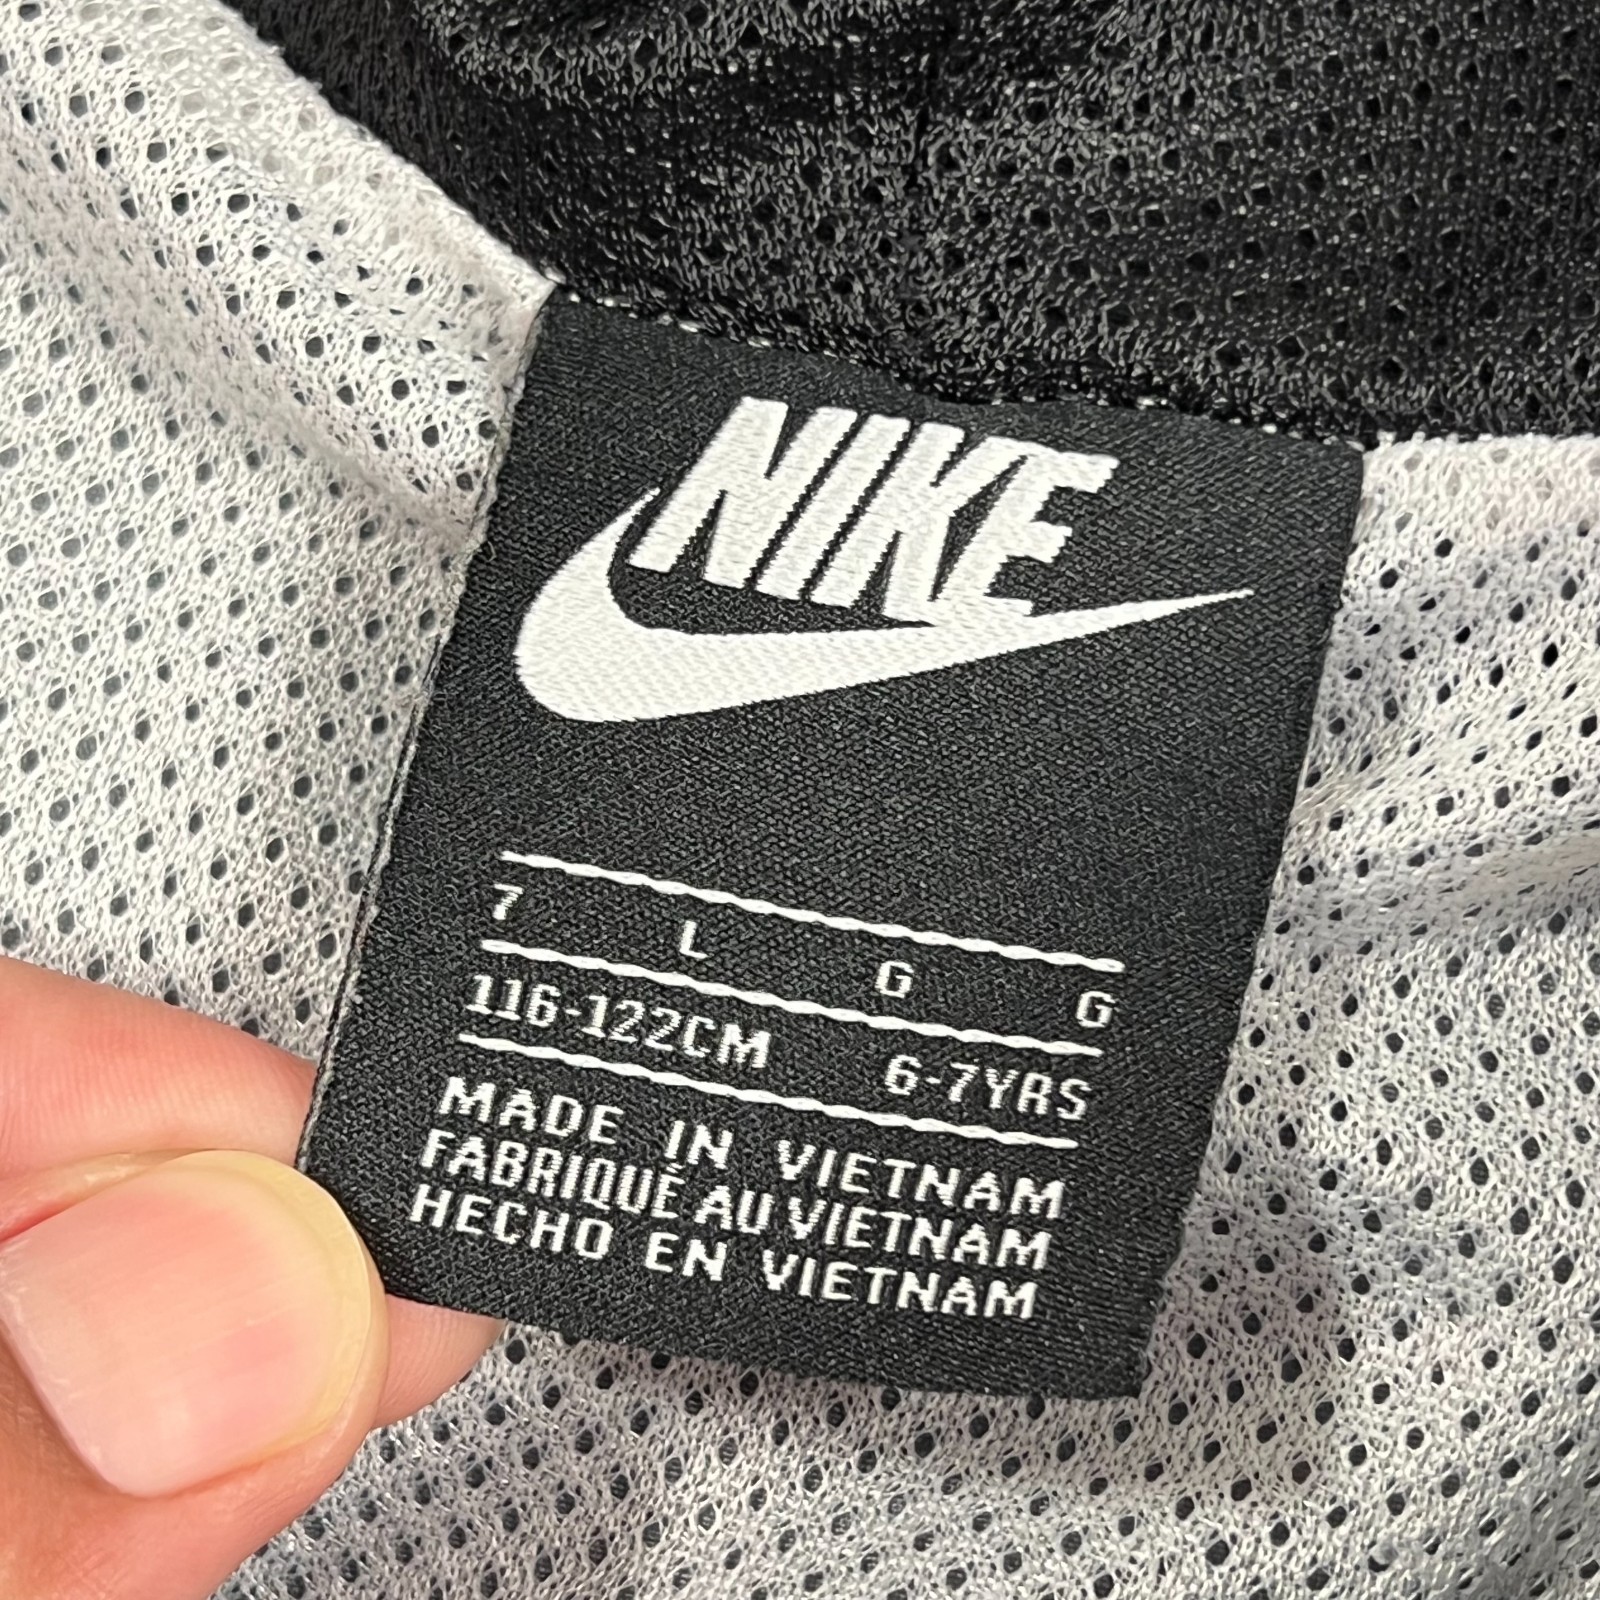 NIKE
7 L G G
116-122CM 6-7YRS
MADE IN VIETNAM
FABRIQUÉ AU VIETNAM
HECHO EN VIETNAM